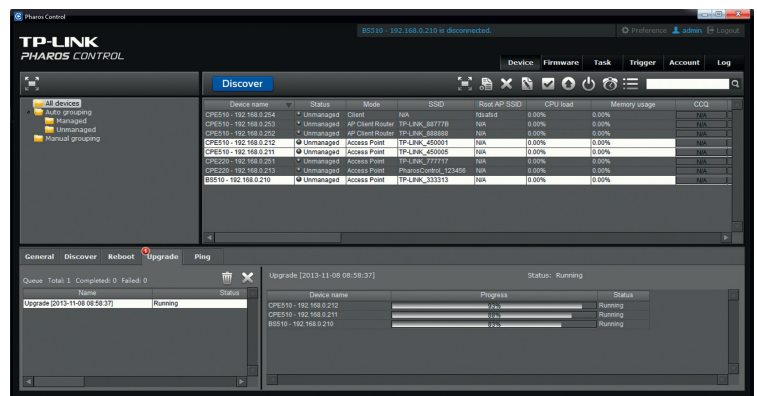 Pharos Control
BS510 - 192.168.0.210 is disconnected.
Preference admin Logout
TP-LINK
PHAROS CONTROL
Device Firmware Task Trigger Account Log
Discover
All devices
Auto grouping
Managed
Unmanaged
Manual grouping
Device name Status Mode SSID Root AP SSID CPU load Memory usage CCQ
CPE510 - 192.168.0.254 Unmanaged Client N/A fdsafsd 0.00% 0.00% N/A
CPE510 - 192.168.0.253 Unmanaged AP Client Router TP-LINK_88777B N/A 0.00% 0.00% N/A
CPE510 - 192.168.0.252 Unmanaged AP Client Router TP-LINK_888888 N/A 0.00% 0.00% N/A
CPE510 - 192.168.0.212 Unmanaged Access Point TP-LINK_450001 N/A 0.00% 0.00% N/A
CPE510 - 192.168.0.211 Unmanaged Access Point TP-LINK_450005 N/A 0.00% 0.00% N/A
CPE220 - 192.168.0.251 Unmanaged Access Point TP-LINK_777717 N/A 0.00% 0.00% N/A
CPE220 - 192.168.0.213 Unmanaged Access Point PharosControl_123456 N/A 0.00% 0.00% N/A
BS510 - 192.168.0.210 Unmanaged Access Point TP-LINK_333313 N/A 0.00% 0.00% N/A
General Discover Reboot Upgrade Ping
Queue Total: 1 Completed: 0 Failed: 0
Name Status
Upgrade [2013-11-08 08:58:37] Running
Upgrade [2013-11-08 08:58:37] Status: Running
Device name Progress Status
CPE510 - 192.168.0.212 93% Running
CPE510 - 192.168.0.211 88% Running
BS510 - 192.168.0.210 83% Running